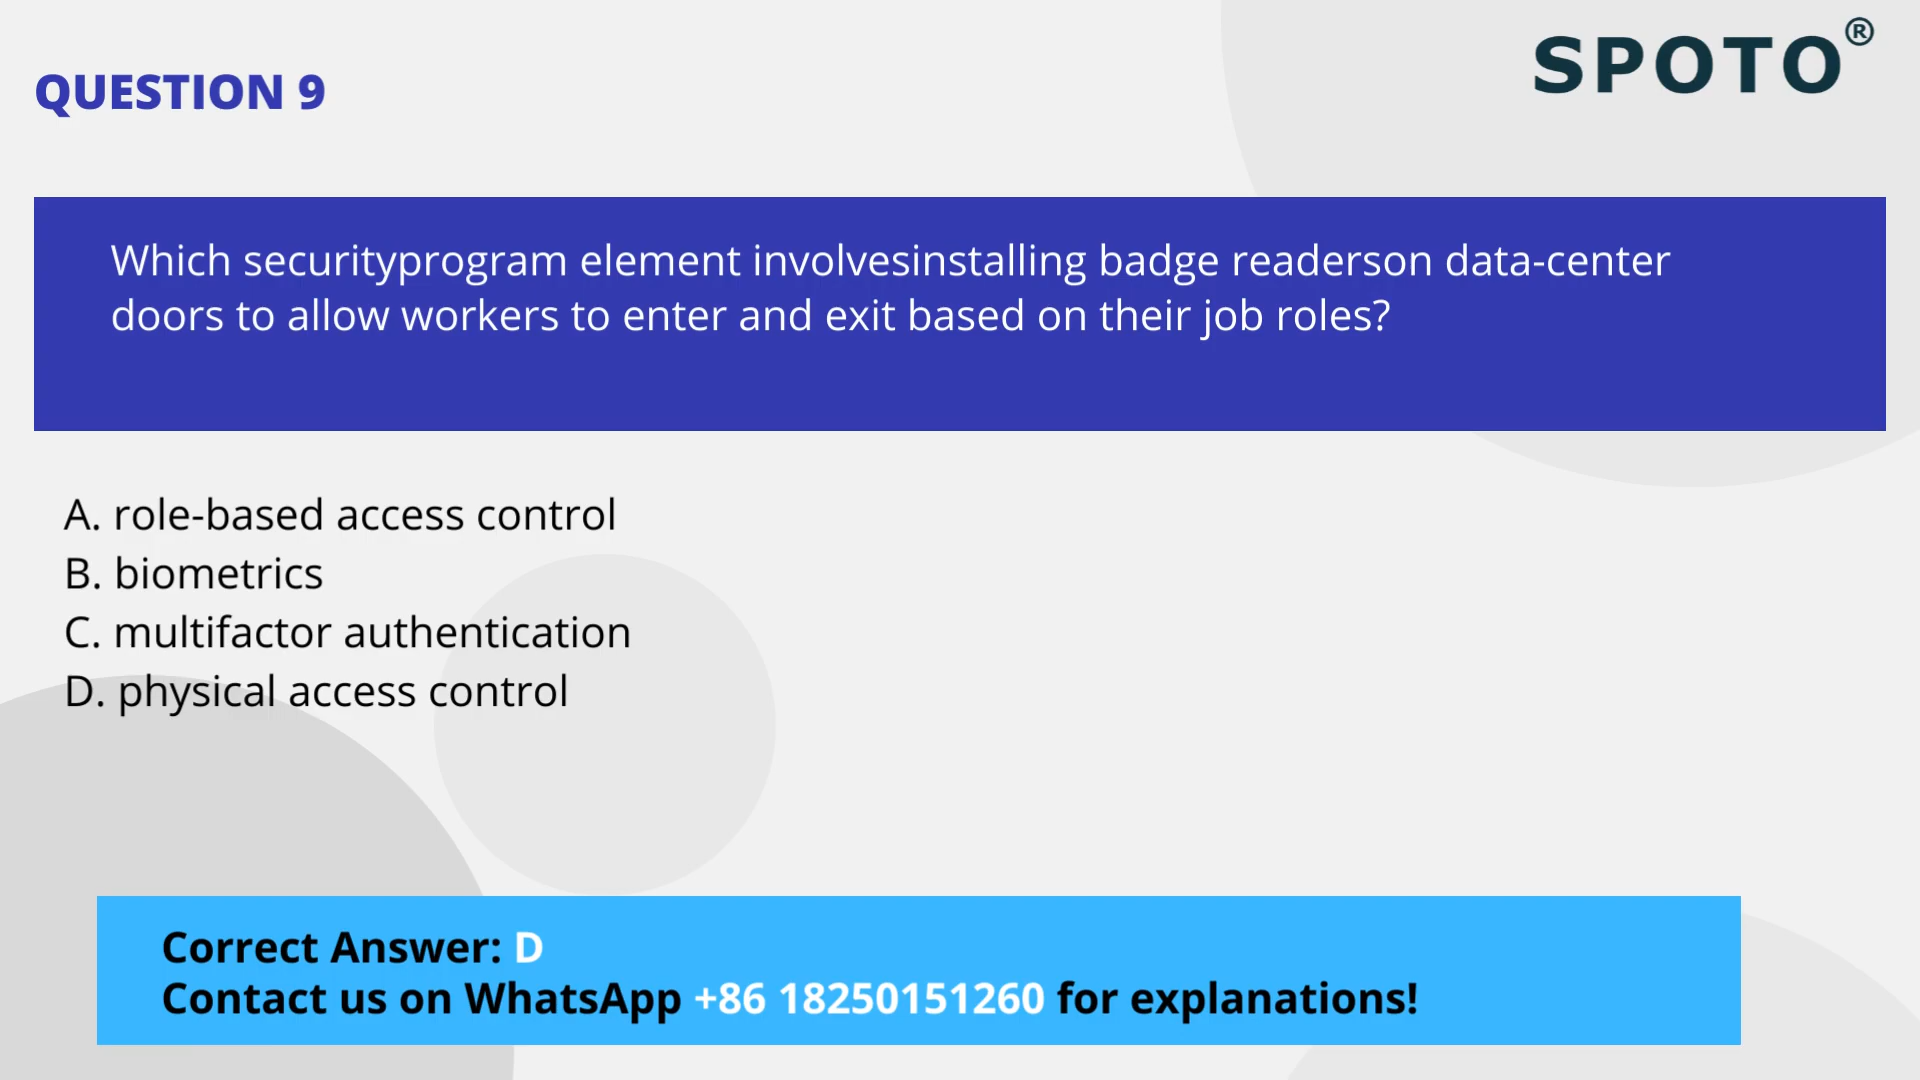 SPOTO®
QUESTION 9
Which securityprogram element involvesinstalling badge readerson data-center
doors to allow workers to enter and exit based on their job roles?
A. role-based access control
B. biometrics
C. multifactor authentication
D. physical access control
Correct Answer: D
Contact us on WhatsApp +86 18250151260 for explanations!